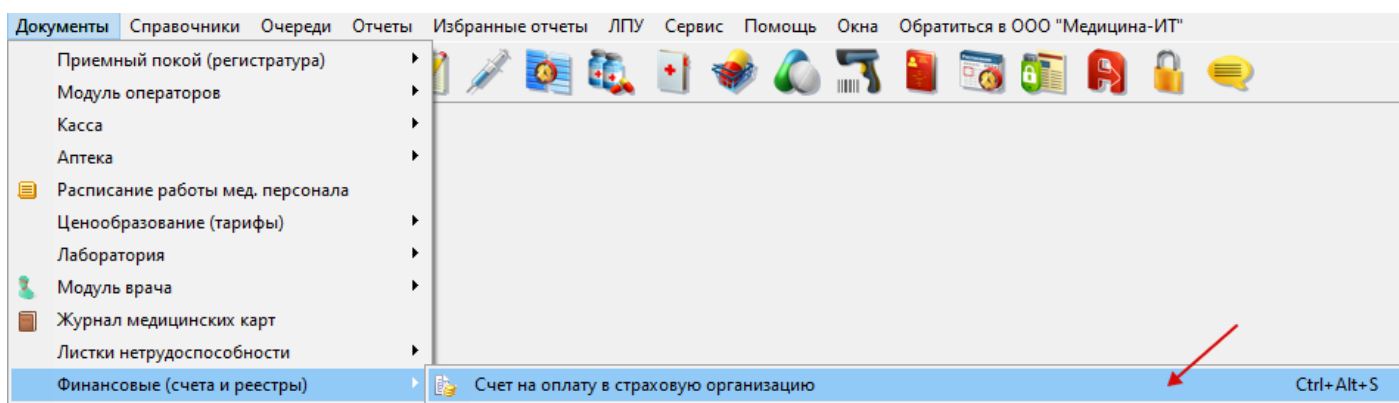 Документы Справочники Очереди Отчеты Избранные отчеты ЛПУ Сервис Помощь Окна Обратиться в ООО "Медицина-ИТ"
Приемный покой (регистратура)
Модуль операторов
Касса
Аптека
Расписание работы мед. персонала
Ценообразование (тарифы)
Лаборатория
Модуль врача
Журнал медицинских карт
Листки нетрудоспособности
Финансовые (счета и реестры) Счет на оплату в страховую организацию Ctrl+Alt+S